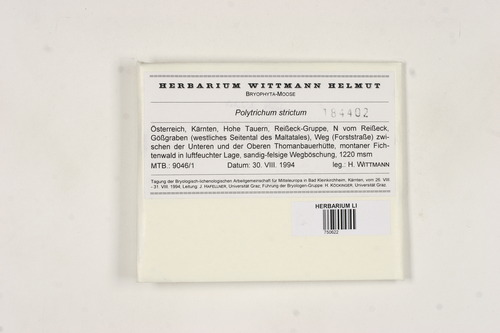 HERBARIUM WITTMANN HELMUT
BRYOPHYTA-MOOSE
Polytrichum strictum 184402
Österreich, Kärnten, Hohe Tauern, Reißeck-Gruppe, N vom Reißeck,
Gößgraben (westliches Seitental des Maltatales), Weg (Forststraße) zwi-
schen der Unteren und der Oberen Thomanbauerhütte, montaner Fich-
tenwald in luftfeuchter Lage, sandig-felsige Wegböschung, 1220 msm
MTB.: 9046/1 Datum: 30. VIII. 1994 leg.: H. WITTMANN
Tagung der Bryologisch-lichenologischen Arbeitsgemeinschaft für Mitteleuropa in Bad Kleinkirchheim, Kärnten, vom 25. VIII
- 31. VIII. 1994; Leitung: J. HAFELLNER, Universität Graz; Führung der Bryologen-Gruppe: H. KÖCKINGER, Universität Graz
HERBARIUM LI
750622